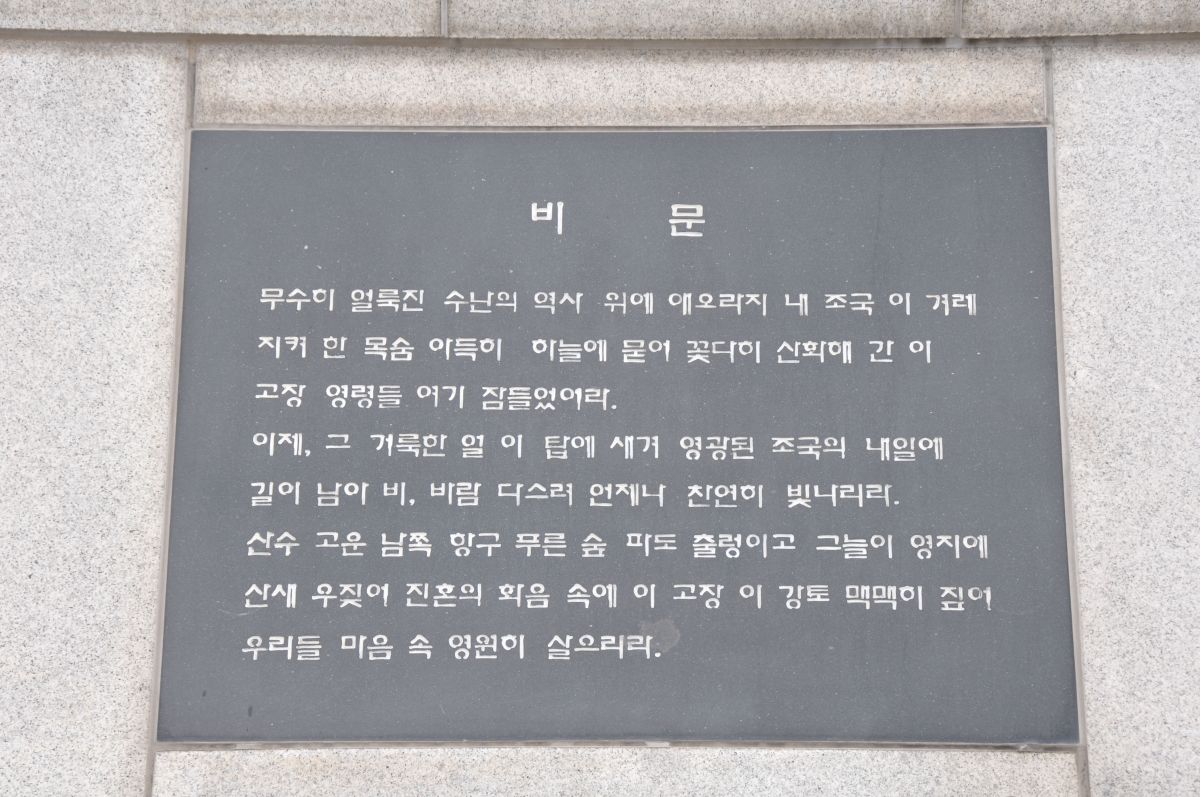 비 문
무수히 얼룩진 수난의 역사 위에 애오라지 내 조국 이 겨레
지켜 한 목숨 아득히 하늘에 묻어 꽃다히 산화해 간 이
고장 영령들 여기 잠들었어라.
이제, 그 거룩한 얼 이 탑에 새겨 영광된 조국의 내일에
길이 남아 비, 바람 다스려 언제나 찬연히 빛나리라.
산수 고운 남쪽 항구 푸른 숲 파도 출렁이고 그늘이 영지에
산새 우짖어 진혼의 화음 속에 이 고장 이 강토 맥맥히 짚어
우리들 마음 속 영원히 살으리라.